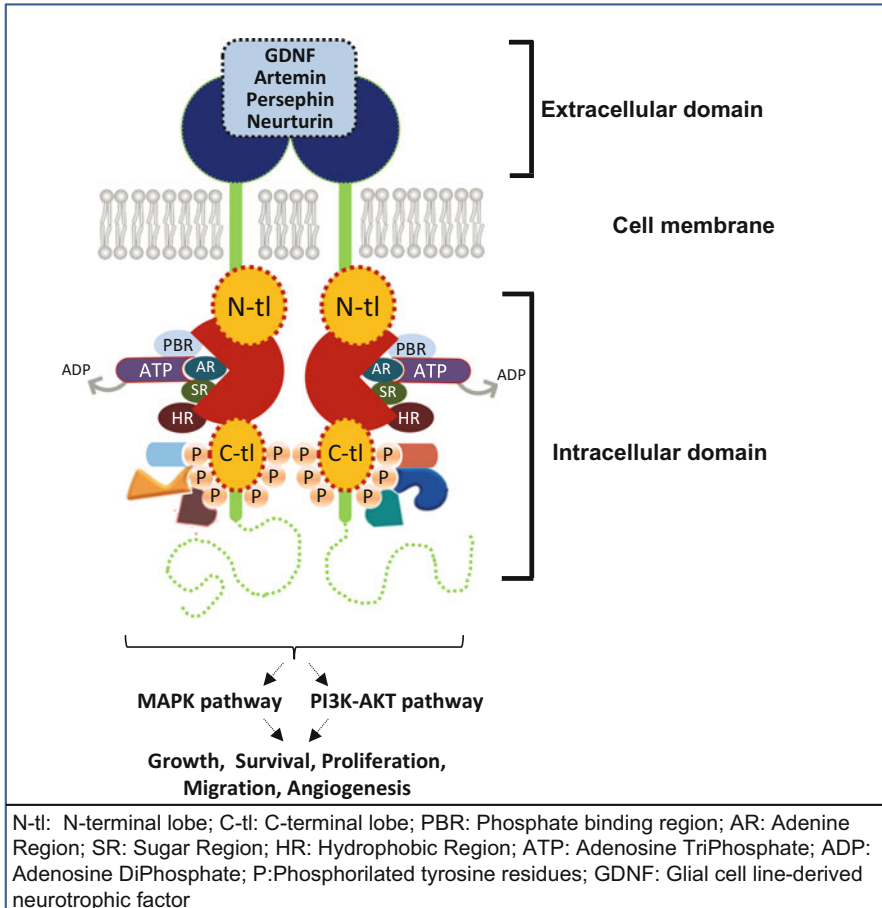 GDNF
Artemin
Persephin
Neurturin
Extracellular domain
Cell membrane
N-tl
N-tl
PBR
PBR
ADP
ATP
AR
AR
ATP
ADP
SR
SR
HR
HR
Intracellular domain
P
C-tl
P
P
C-tl
P
P
P
P
P
P
P
P
P
MAPK pathway
PI3K-AKT pathway
Growth, Survival, Proliferation,
Migration, Angiogenesis
N-tl: N-terminal lobe; C-tl: C-terminal lobe; PBR: Phosphate binding region; AR: Adenine
Region; SR: Sugar Region; HR: Hydrophobic Region; ATP: Adenosine TriPhosphate; ADP:
Adenosine DiPhosphate; P:Phosphorilated tyrosine residues; GDNF: Glial cell line-derived
neurotrophic factor